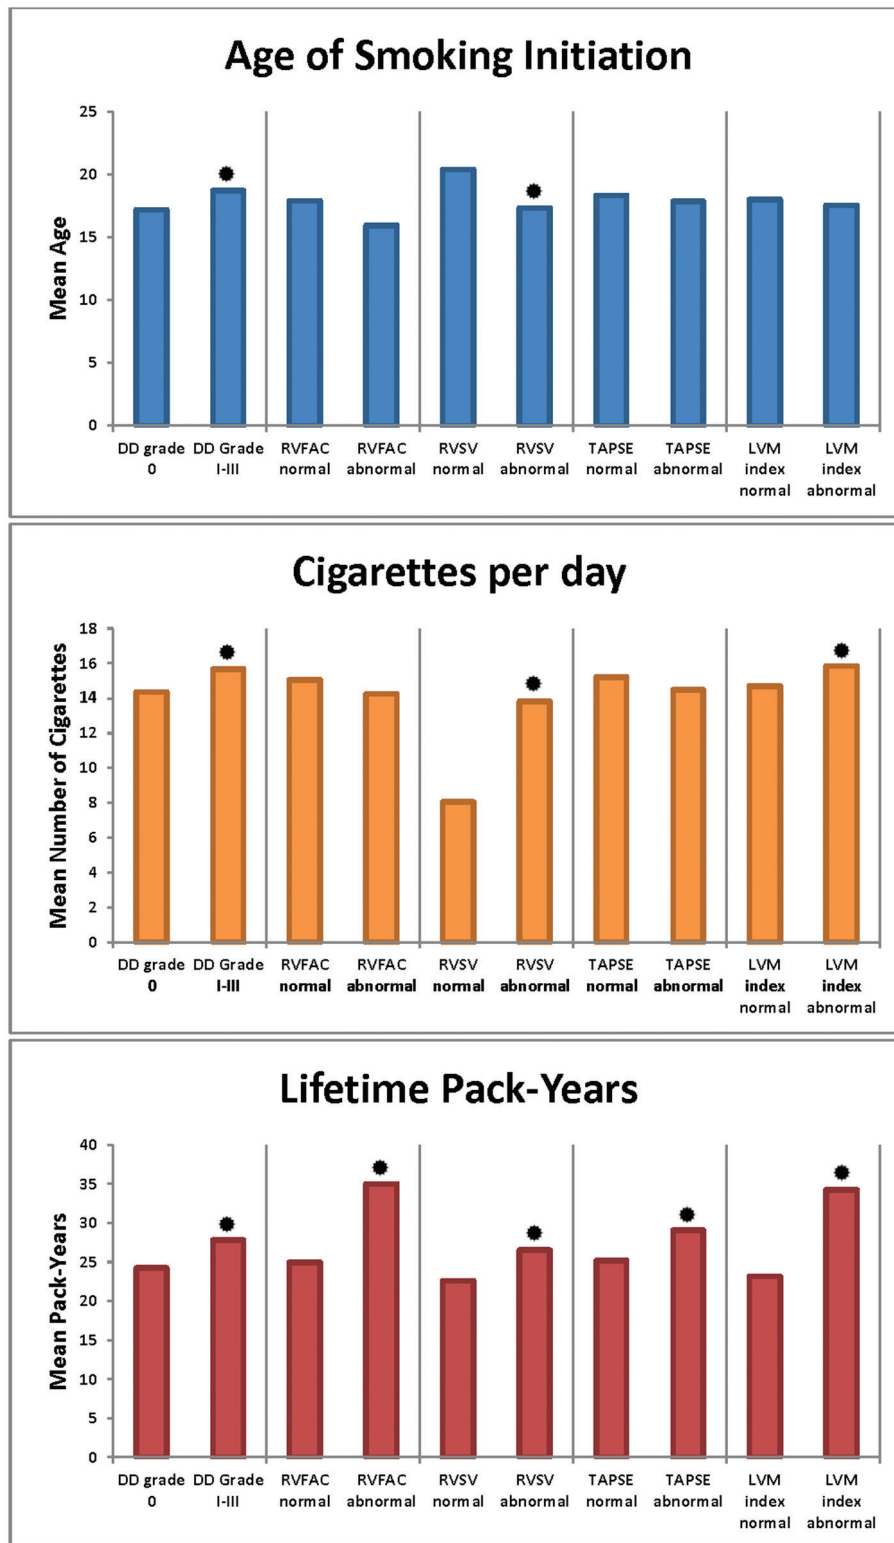 Age of Smoking Initiation
Mean Age
25
20
15
10
5
0
DD grade DD Grade RVFAC RVFAC RVSV RVSV TAPSE TAPSE LVM LVM
0 I-III normal abnormal normal abnormal normal abnormal index index
normal abnormal
Cigarettes per day
Mean Number of Cigarettes
18
16
14
12
10
8
6
4
2
0
DD grade DD Grade RVFAC RVFAC RVSV RVSV TAPSE TAPSE LVM LVM
0 I-III normal abnormal normal abnormal normal abnormal index index
normal abnormal
Lifetime Pack-Years
Mean Pack-Years
40
35
30
25
20
15
10
5
0
DD grade DD Grade RVFAC RVFAC RVSV RVSV TAPSE TAPSE LVM LVM
0 I-III normal abnormal normal abnormal normal abnormal index index
normal abnormal